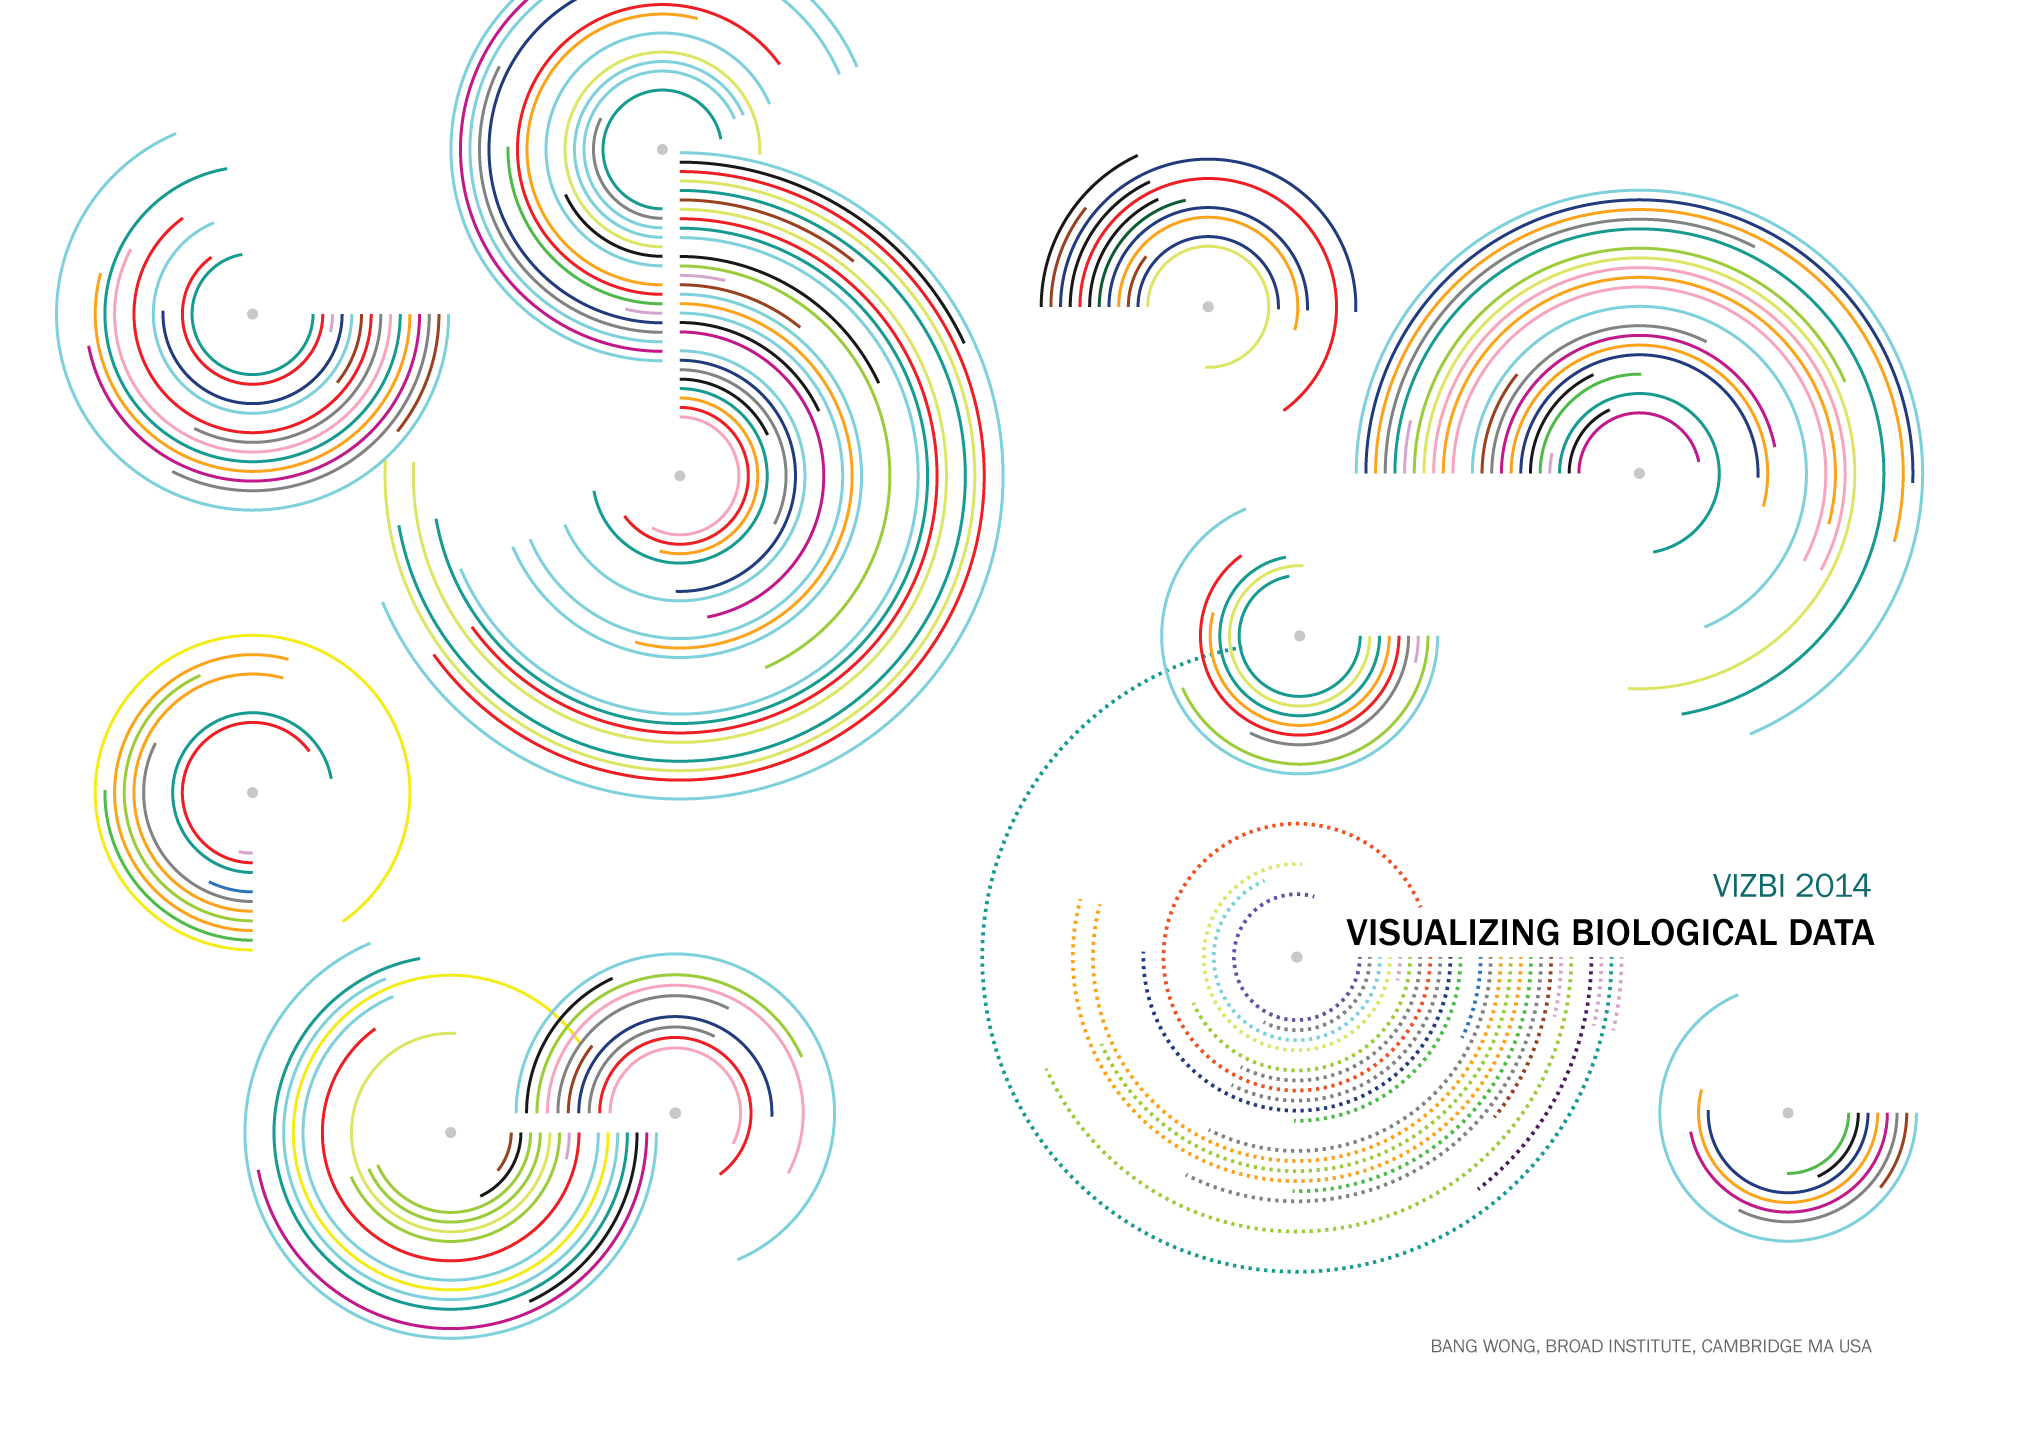 VIZBI 2014
VISUALIZING BIOLOGICAL DATA
BANG WONG, BROAD INSTITUTE, CAMBRIDGE MA USA